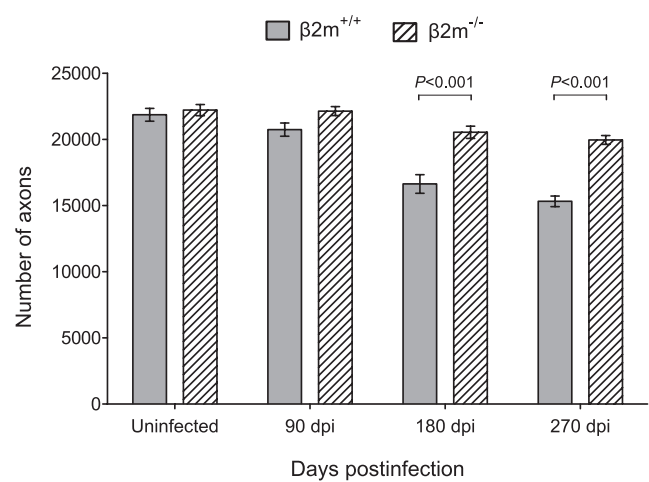 β2m+/+ β2m-/-
25000
20000
15000
10000
5000
0
Number of axons
P<0.001 P<0.001
Uninfected 90 dpi 180 dpi 270 dpi
Days postinfection